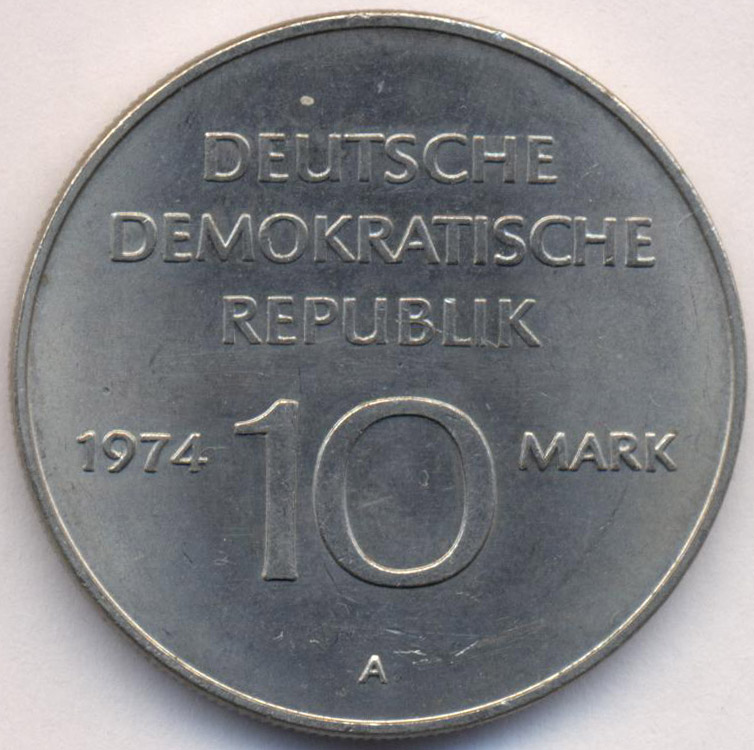 DEUTSCHE
DEMOKRATISCHE
REPUBLIK
1974 10 MARK
A